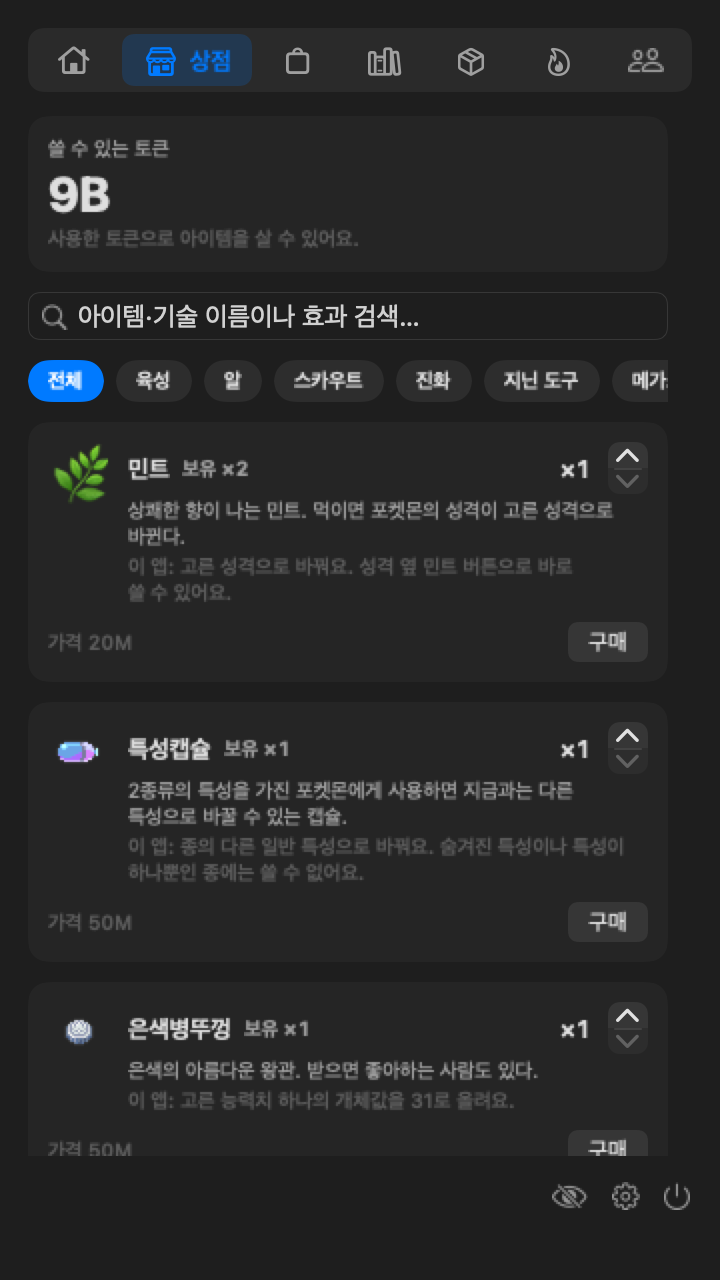 상점
쓸 수 있는 토큰
9B
사용한 토큰으로 아이템을 살 수 있어요.
아이템·기술 이름이나 효과 검색...
전체 육성 알 스카우트 진화 지닌 도구 메가
민트 보유 ×2 ×1
상쾌한 향이 나는 민트. 먹이면 포켓몬의 성격이 고른 성격으로
바뀐다.
이 앱: 고른 성격으로 바꿔요. 성격 옆 민트 버튼으로 바로
쓸 수 있어요.
가격 20M 구매
특성캡슐 보유 ×1 ×1
2종류의 특성을 가진 포켓몬에게 사용하면 지금과는 다른
특성으로 바꿀 수 있는 캡슐.
이 앱: 종의 다른 일반 특성으로 바꿔요. 숨겨진 특성이나 특성이
하나뿐인 종에는 쓸 수 없어요.
가격 50M 구매
은색병뚜껑 보유 ×1 ×1
은색의 아름다운 왕관. 받으면 좋아하는 사람도 있다.
이 앱: 고른 능력치 하나의 개체값을 31로 올려요.
가격 50M 구매